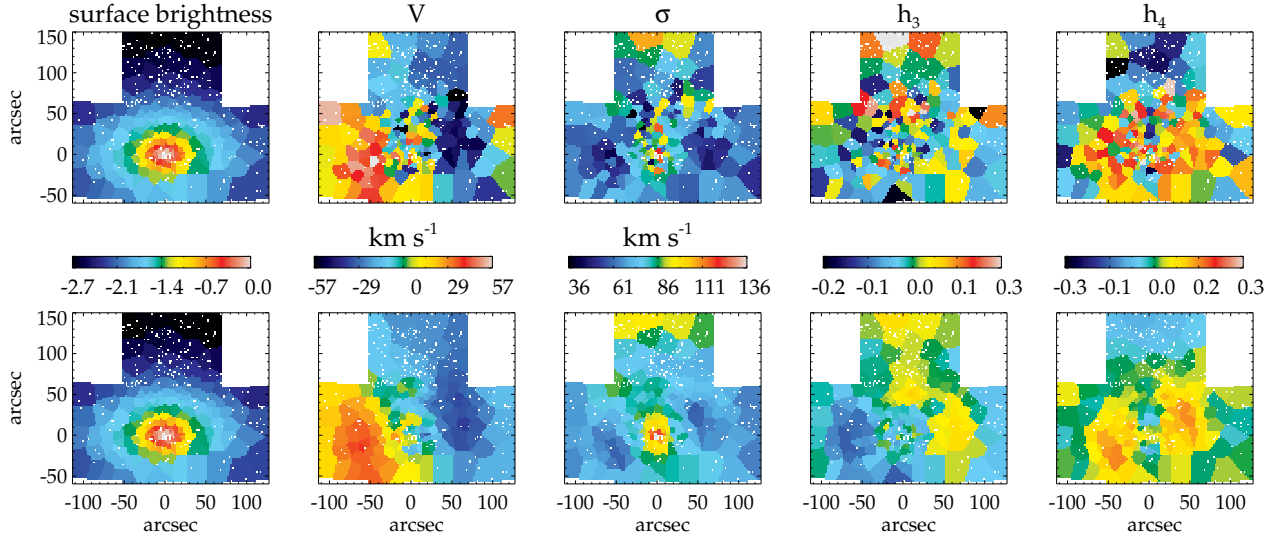 surface brightness V σ h₃ h₄
150
100
50
0
-50
arcsec
km s⁻¹ km s⁻¹
-2.7 -2.1 -1.4 -0.7 0.0 -57 -29 0 29 57 36 61 86 111 136 -0.2 -0.1 0.0 0.1 0.3 -0.3 -0.1 0.0 0.2 0.3
150
100
50
0
-50
arcsec
-100 -50 0 50 100 -100 -50 0 50 100 -100 -50 0 50 100 -100 -50 0 50 100 -100 -50 0 50 100
arcsec arcsec arcsec arcsec arcsec